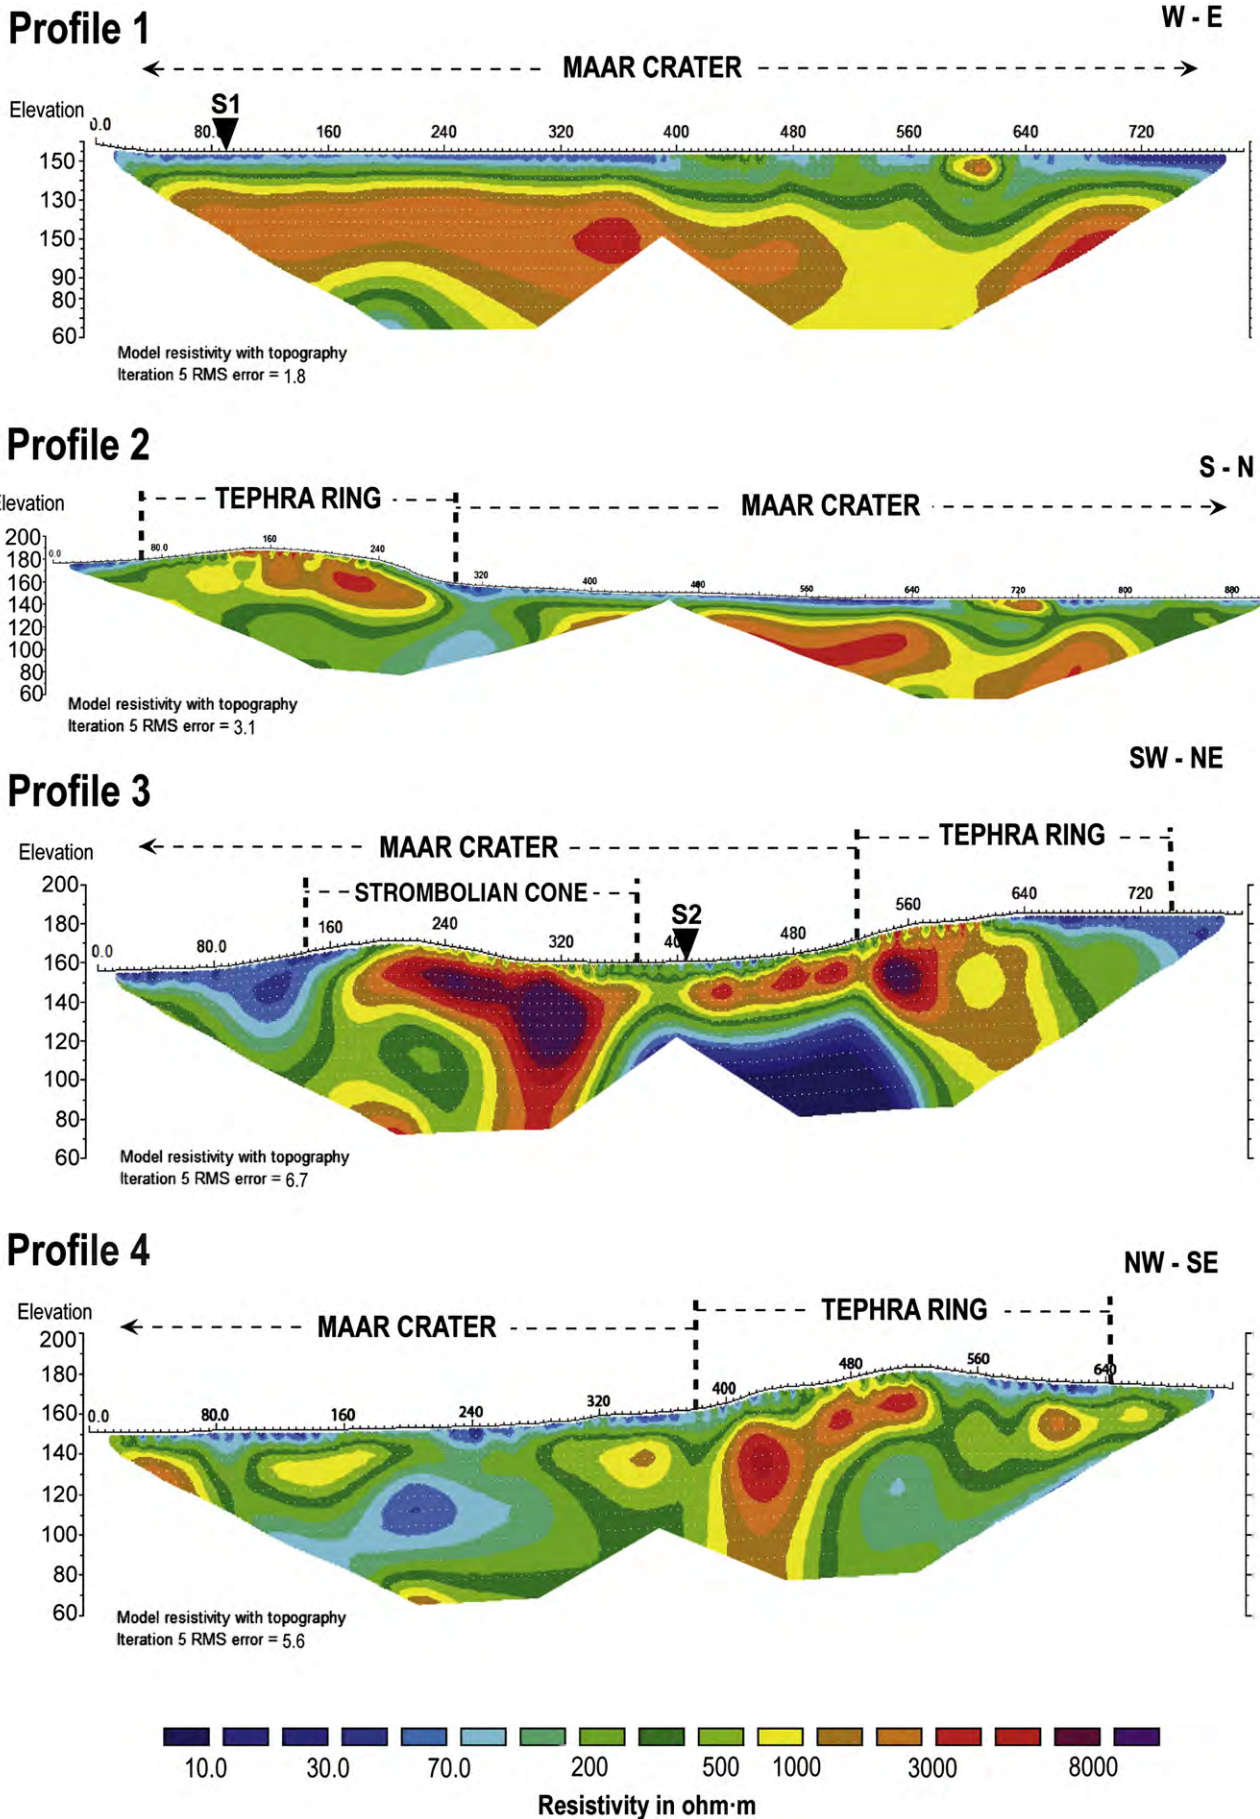 Profile 1
W - E
MAAR CRATER
Elevation
S1
0.0 80. 160 240 320 400 480 560 640 720
150
130
150
90
80
60
Model resistivity with topography
Iteration 5 RMS error = 1.8
Profile 2
S - N
TEPHRA RING
MAAR CRATER
levation
0.0 80.0 160 240 320 400 480 560 640 720 800 880
200
180
160
140
120
100
80
60
Model resistivity with topography
Iteration 5 RMS error = 3.1
SW - NE
Profile 3
Elevation
MAAR CRATER
TEPHRA RING
STROMBOLIAN CONE
S2
0.0 80.0 160 240 320 40 480 560 640 720
200
180
160
140
120
100
80
60
Model resistivity with topography
Iteration 5 RMS error = 6.7
Profile 4
NW - SE
Elevation
MAAR CRATER
TEPHRA RING
0.0 80.0 160 240 320 400 480 560 640
200
180
160
140
120
100
80
60
Model resistivity with topography
Iteration 5 RMS error = 5.6
10.0 30.0 70.0 200 500 1000 3000 8000
Resistivity in ohm·m